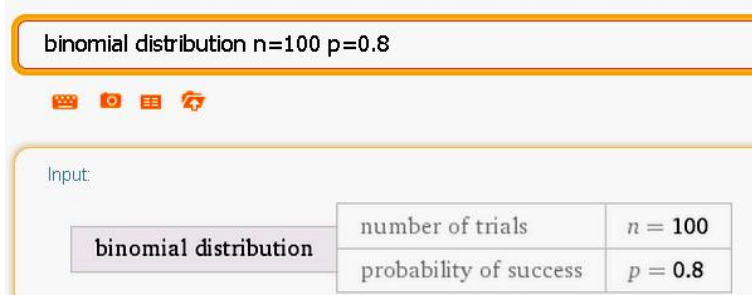 binomial distribution n=100 p=0.8
Input:
binomial distribution
number of trials n = 100
probability of success p = 0.8